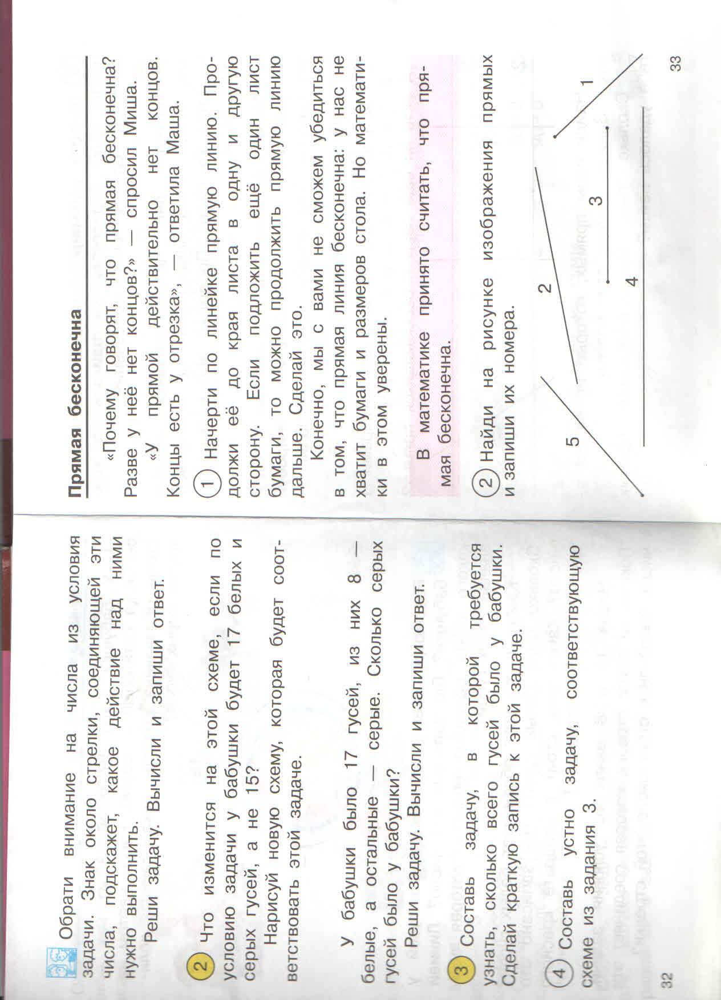 Обрати внимание на числа из условия
задачи. Знак около стрелки, соединяющей эти
числа, подскажет, какое действие над ними
нужно выполнить.
Реши задачу. Вычисли и запиши ответ.
2 Что изменится на этой схеме, если по
условию задачи у бабушки будет 17 белых и
серых гусей, а не 15?
Нарисуй новую схему, которая будет соот-
ветствовать этой задаче.
У бабушки было 17 гусей, из них 8 —
белые, а остальные — серые. Сколько серых
гусей было у бабушки?
Реши задачу. Вычисли и запиши ответ.
3 Составь задачу, в которой требуется
узнать, сколько всего гусей было у бабушки.
Сделай краткую запись к этой задаче.
4 Составь устно задачу, соответствующую
схеме из задания 3.
32
Прямая бесконечна
«Почему говорят, что прямая бесконечна?
Разве у неё нет концов?» — спросил Миша.
«У прямой действительно нет концов.
Концы есть у отрезка», — ответила Маша.
1 Начерти по линейке прямую линию. Про-
должи её до края листа в одну и другую
сторону. Если подложить ещё один лист
бумаги, то можно продолжить прямую линию
дальше. Сделай это.
Конечно, мы с вами не сможем убедиться
в том, что прямая линия бесконечна: у нас не
хватит бумаги и размеров стола. Но математи-
ки в этом уверены.
В математике принято считать, что пря-
мая бесконечна.
2 Найди на рисунке изображения прямых
и запиши их номера.
5
2
4
3
1
33